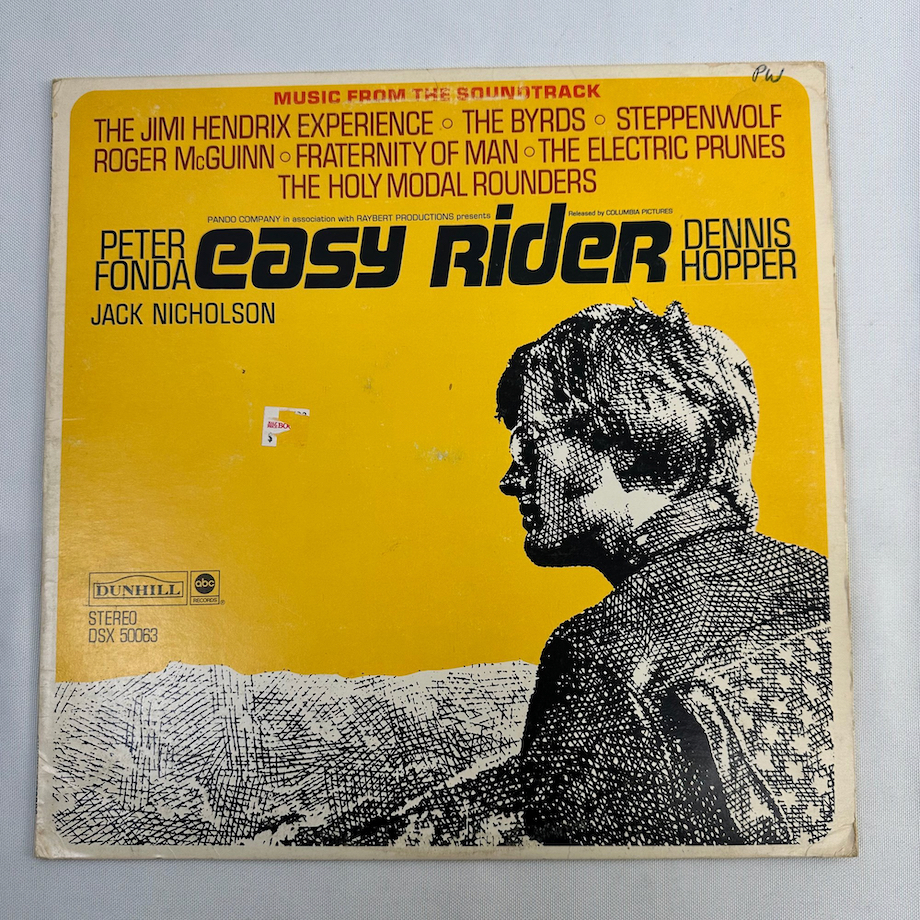 PW
MUSIC FROM THE SOUNDTRACK
THE JIMI HENDRIX EXPERIENCE ◦ THE BYRDS ◦ STEPPENWOLF
ROGER McGUINN ◦ FRATERNITY OF MAN ◦ THE ELECTRIC PRUNES
THE HOLY MODAL ROUNDERS
PANDO COMPANY in association with RAYBERT PRODUCTIONS presents
Released by COLUMBIA PICTURES
PETER FONDA
easy Rider
DENNIS HOPPER
JACK NICHOLSON
DUNHILL
abc
RECORDS
STEREO
DSX 50063